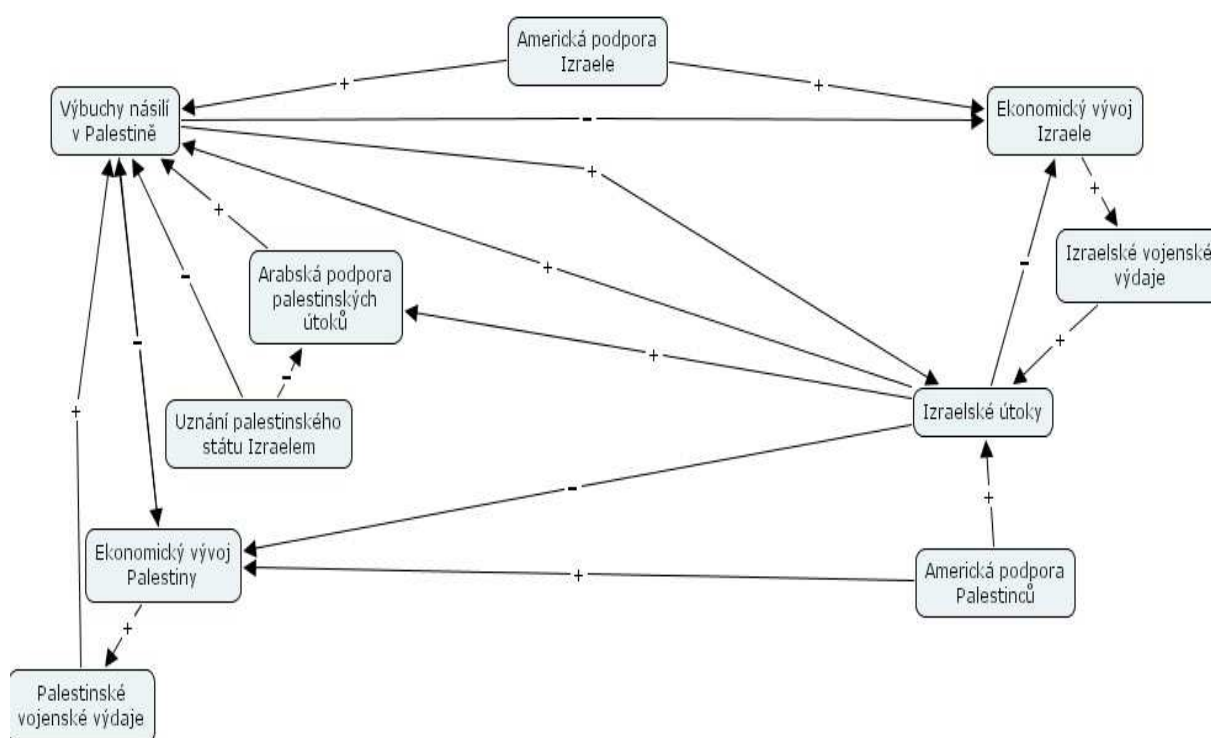 Americká podpora
Izraele
+
+
Výbuchy násilí
v Palestině
-
Ekonomický vývoj
Izraele
+
+
+
Arabská podpora
palestinských
útoků
-
+
-
Izraelské vojenské
výdaje
-
+
+
-
Uznání palestinského
státu Izraelem
Izraelské útoky
+
-
+
Ekonomický vývoj
Palestiny
+
Americká podpora
Palestinců
+
Palestinské
vojenské výdaje